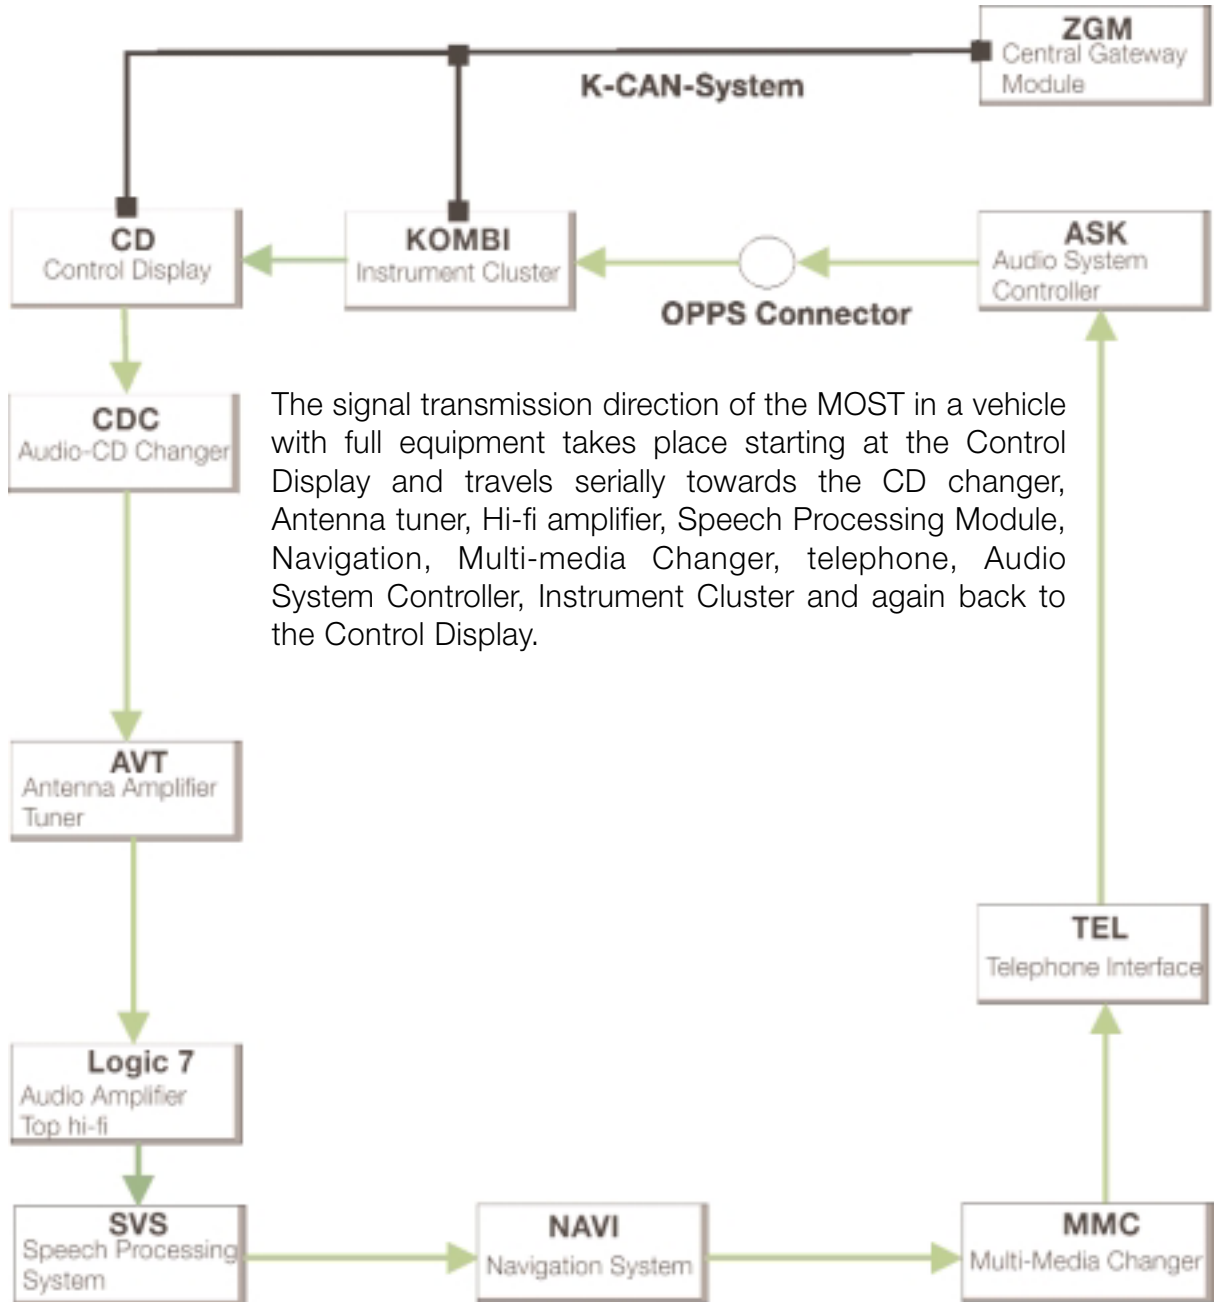 ZGM
Central Gateway
Module
K-CAN-System
CD
Control Display
KOMBI
Instrument Cluster
OPPS Connector
ASK
Audio System
Controller
CDC
Audio-CD Changer
The signal transmission direction of the MOST in a vehicle
with full equipment takes place starting at the Control
Display and travels serially towards the CD changer,
Antenna tuner, Hi-fi amplifier, Speech Processing Module,
Navigation, Multi-media Changer, telephone, Audio
System Controller, Instrument Cluster and again back to
the Control Display.
AVT
Antenna Amplifier
Tuner
TEL
Telephone Interface
Logic 7
Audio Amplifier
Top hi-fi
SVS
Speech Processing
System
NAVI
Navigation System
MMC
Multi-Media Changer